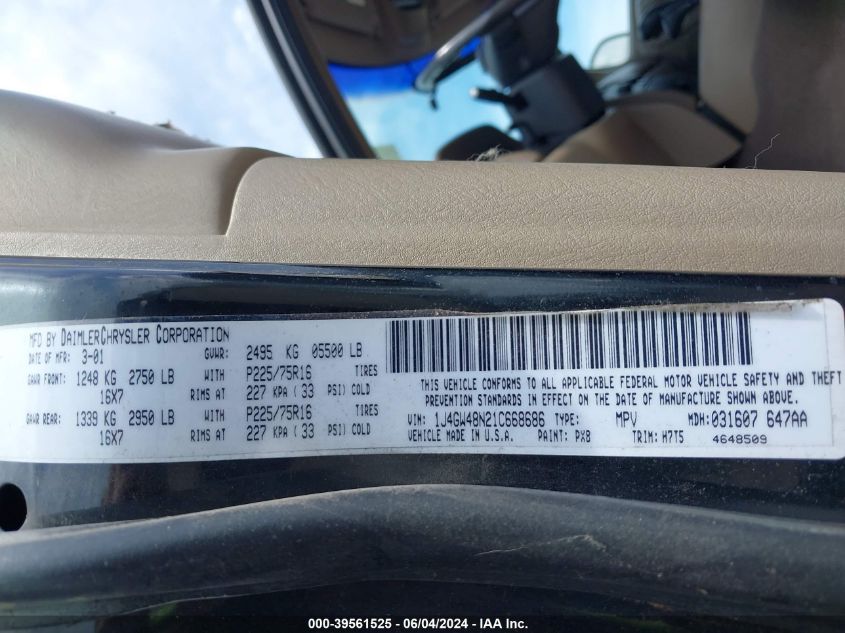 MFD BY DAIMLERCHRYSLER CORPORATION
DATE OF MFR: 3-01 GVWR: 2495 KG 05500 LB
GAWR FRONT: 1248 KG 2750 LB WITH P225/75R16 TIRES
16X7 RIMS AT 227 KPA ( 33 PSI) COLD
GAWR REAR: 1339 KG 2950 LB WITH P225/75R16 TIRES
16X7 RIMS AT 227 KPA ( 33 PSI) COLD
THIS VEHICLE CONFORMS TO ALL APPLICABLE FEDERAL MOTOR VEHICLE SAFETY AND THEFT
PREVENTION STANDARDS IN EFFECT ON THE DATE OF MANUFACTURE SHOWN ABOVE.
VIN: 1J4GW48N21C668686 TYPE: MPV MDH: 031607 647AA
VEHICLE MADE IN U.S.A. PAINT: PX8 TRIM: H7T5 4648509
000-39561525 - 06/04/2024 - IAA Inc.